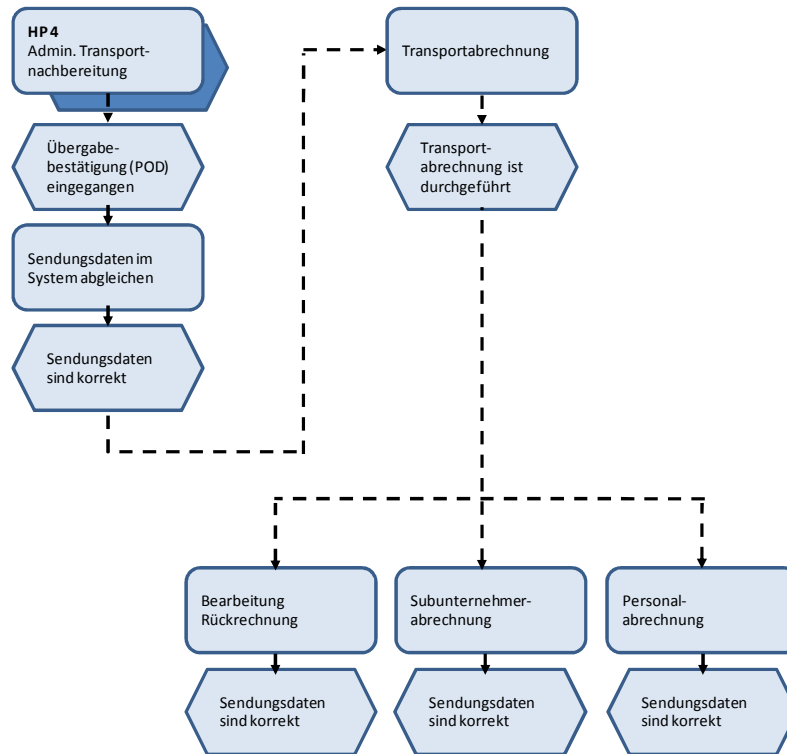 HP4
Admin. Transport-
nachbereitung
Übergabe-
bestätigung (POD)
eingegangen
Sendungsdaten im
System abgleichen
Sendungsdaten
sind korrekt
Transportabrechnung
Transport-
abrechnung ist
durchgeführt
Bearbeitung
Rückrechnung
Sendungsdaten
sind korrekt
Subunternehmer-
abrechnung
Sendungsdaten
sind korrekt
Personal-
abrechnung
Sendungsdaten
sind korrekt